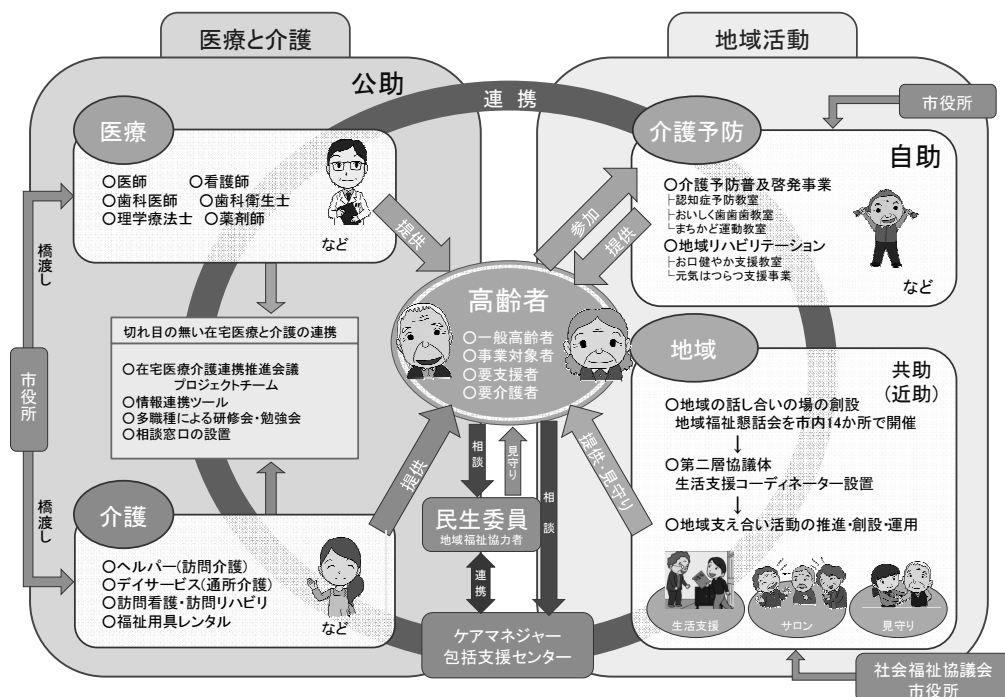 医療と介護
地域活動
公助
連携
市役所
医療
○医師 ○看護師
○歯科医師 ○歯科衛生士
○理学療法士 ○薬剤師
など
提供
介護予防
自助
○介護予防普及啓発事業
├認知症予防教室
├おいしく歯歯歯教室
└まちかど運動教室
○地域リハビリテーション
├お口健やか支援教室
└元気はつらつ支援事業
など
参加
提供
橋渡し
市役所
橋渡し
切れ目の無い在宅医療と介護の連携
○在宅医療介護連携推進会議
プロジェクトチーム
○情報連携ツール
○多職種による研修会・勉強会
○相談窓口の設置
高齢者
○一般高齢者
○事業対象者
○要支援者
○要介護者
地域
共助
(近助)
○地域の話し合いの場の創設
地域福祉懇話会を市内14か所で開催
↓
○第二層協議体
生活支援コーディネーター設置
↓
○地域支え合い活動の推進・創設・運用
生活支援
サロン
見守り
提供
相談
見守り
相談
提供・見守り
民生委員
地域福祉協力者
連携
介護
○ヘルパー(訪問介護)
○デイサービス(通所介護)
○訪問看護・訪問リハビリ
○福祉用具レンタル
など
ケアマネジャー
包括支援センター
社会福祉協議会
市役所